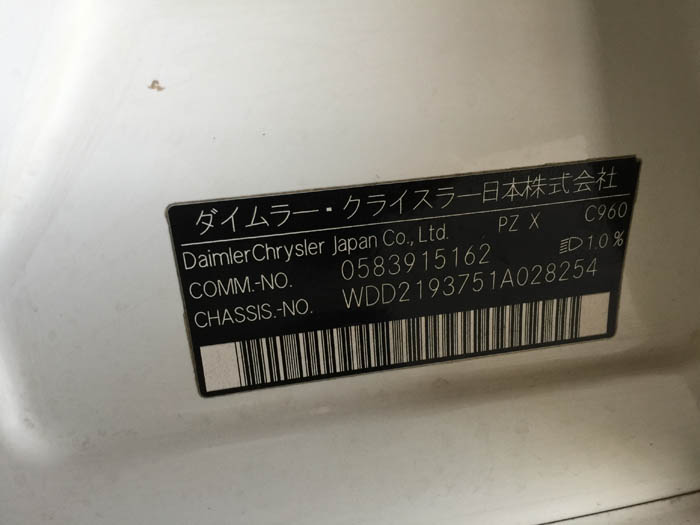 ダイムラー・クライスラー日本株式会社
DaimlerChrysler Japan Co., Ltd. PZ X C960
COMM.-NO. 0583915162 1.0%
CHASSIS.-NO. WDD2193751A028254